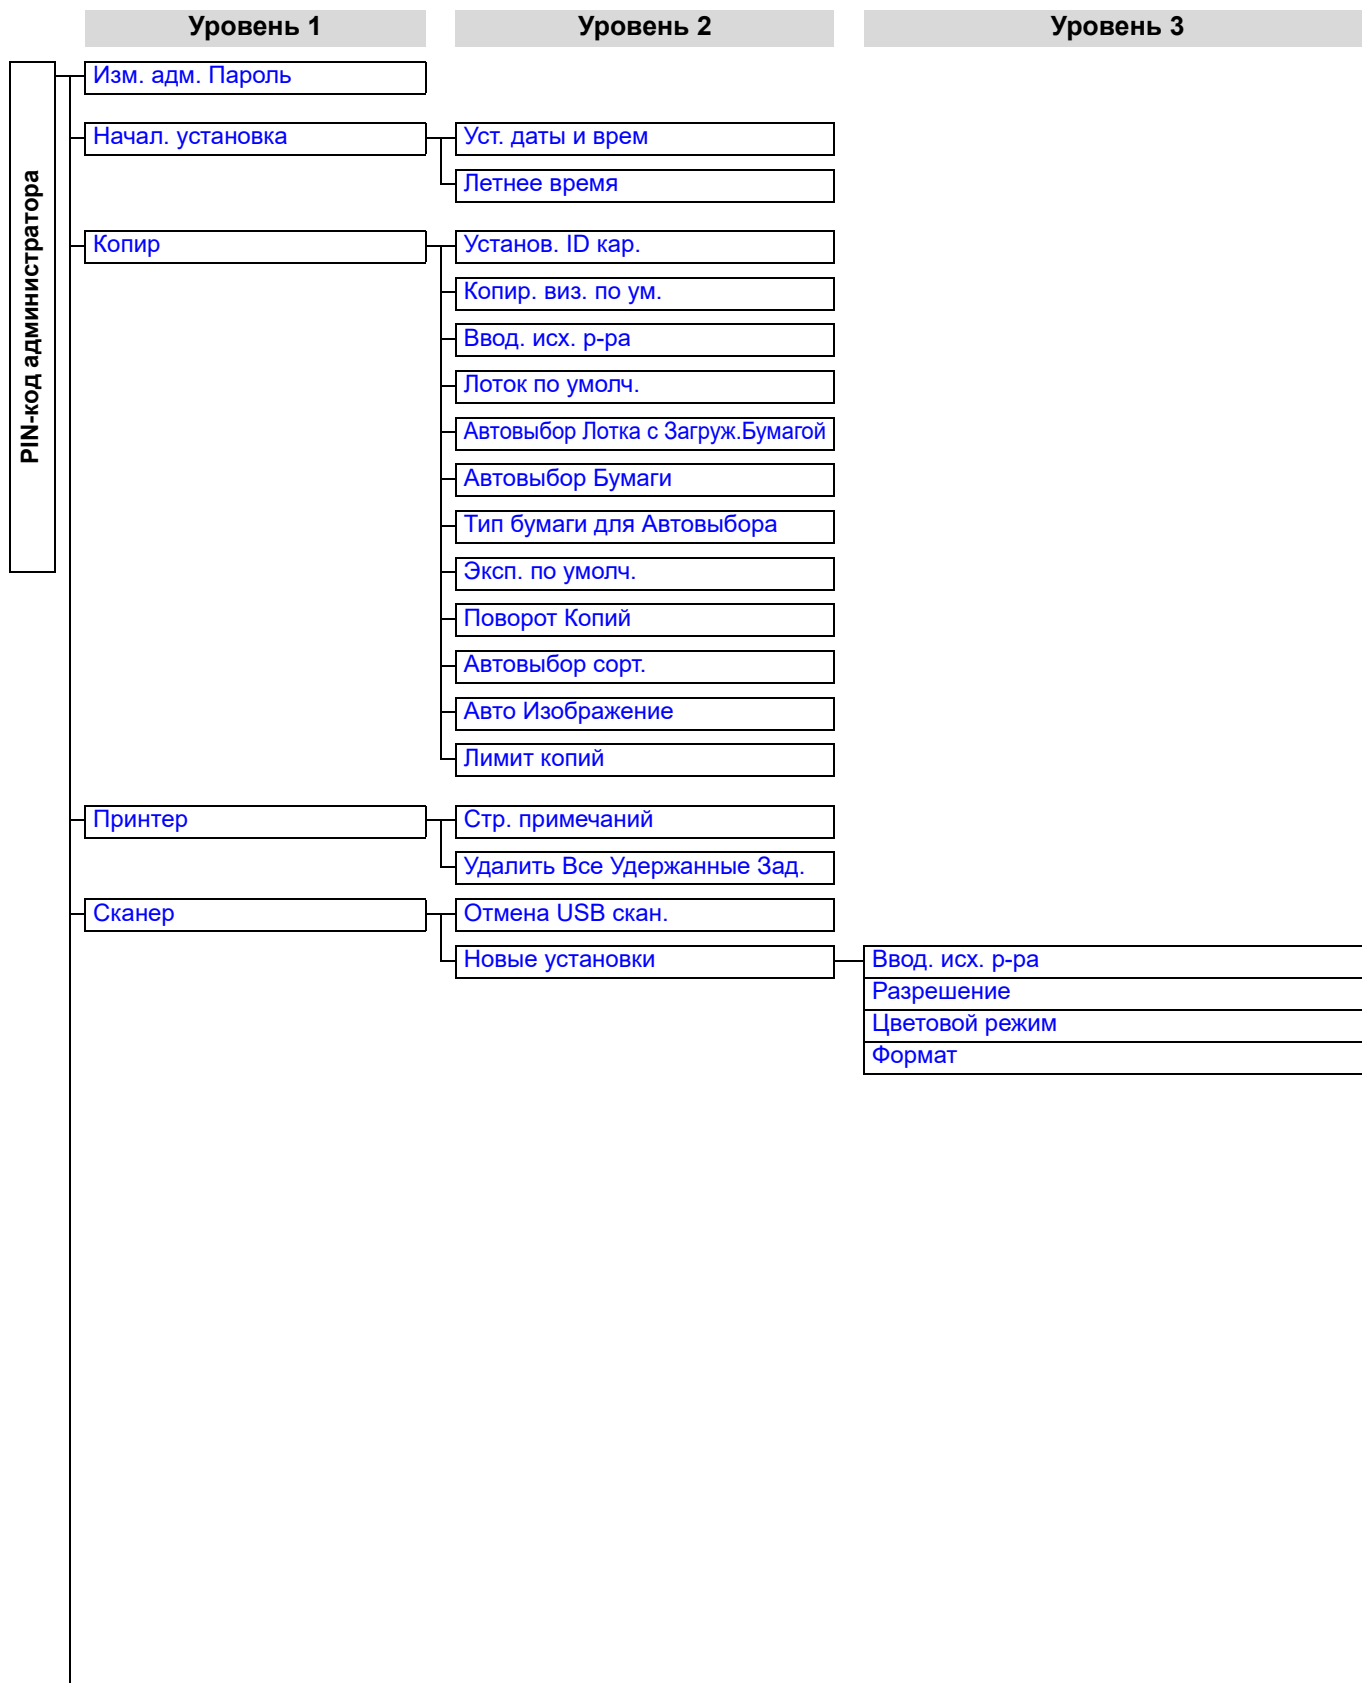 Уровень 1
Уровень 2
Уровень 3
PIN-код администратора
Изм. адм. Пароль
Начал. установка
Уст. даты и врем
Летнее время
Копир
Установ. ID кар.
Копир. виз. по ум.
Ввод. исх. р-ра
Лоток по умолч.
Автовыбор Лотка с Загруж.Бумагой
Автовыбор Бумаги
Тип бумаги для Автовыбора
Эксп. по умолч.
Поворот Копий
Автовыбор сорт.
Авто Изображение
Лимит копий
Принтер
Стр. примечаний
Удалить Все Удержанные Зад.
Сканер
Отмена USB скан.
Новые установки
Ввод. исх. р-ра
Разрешение
Цветовой режим
Формат